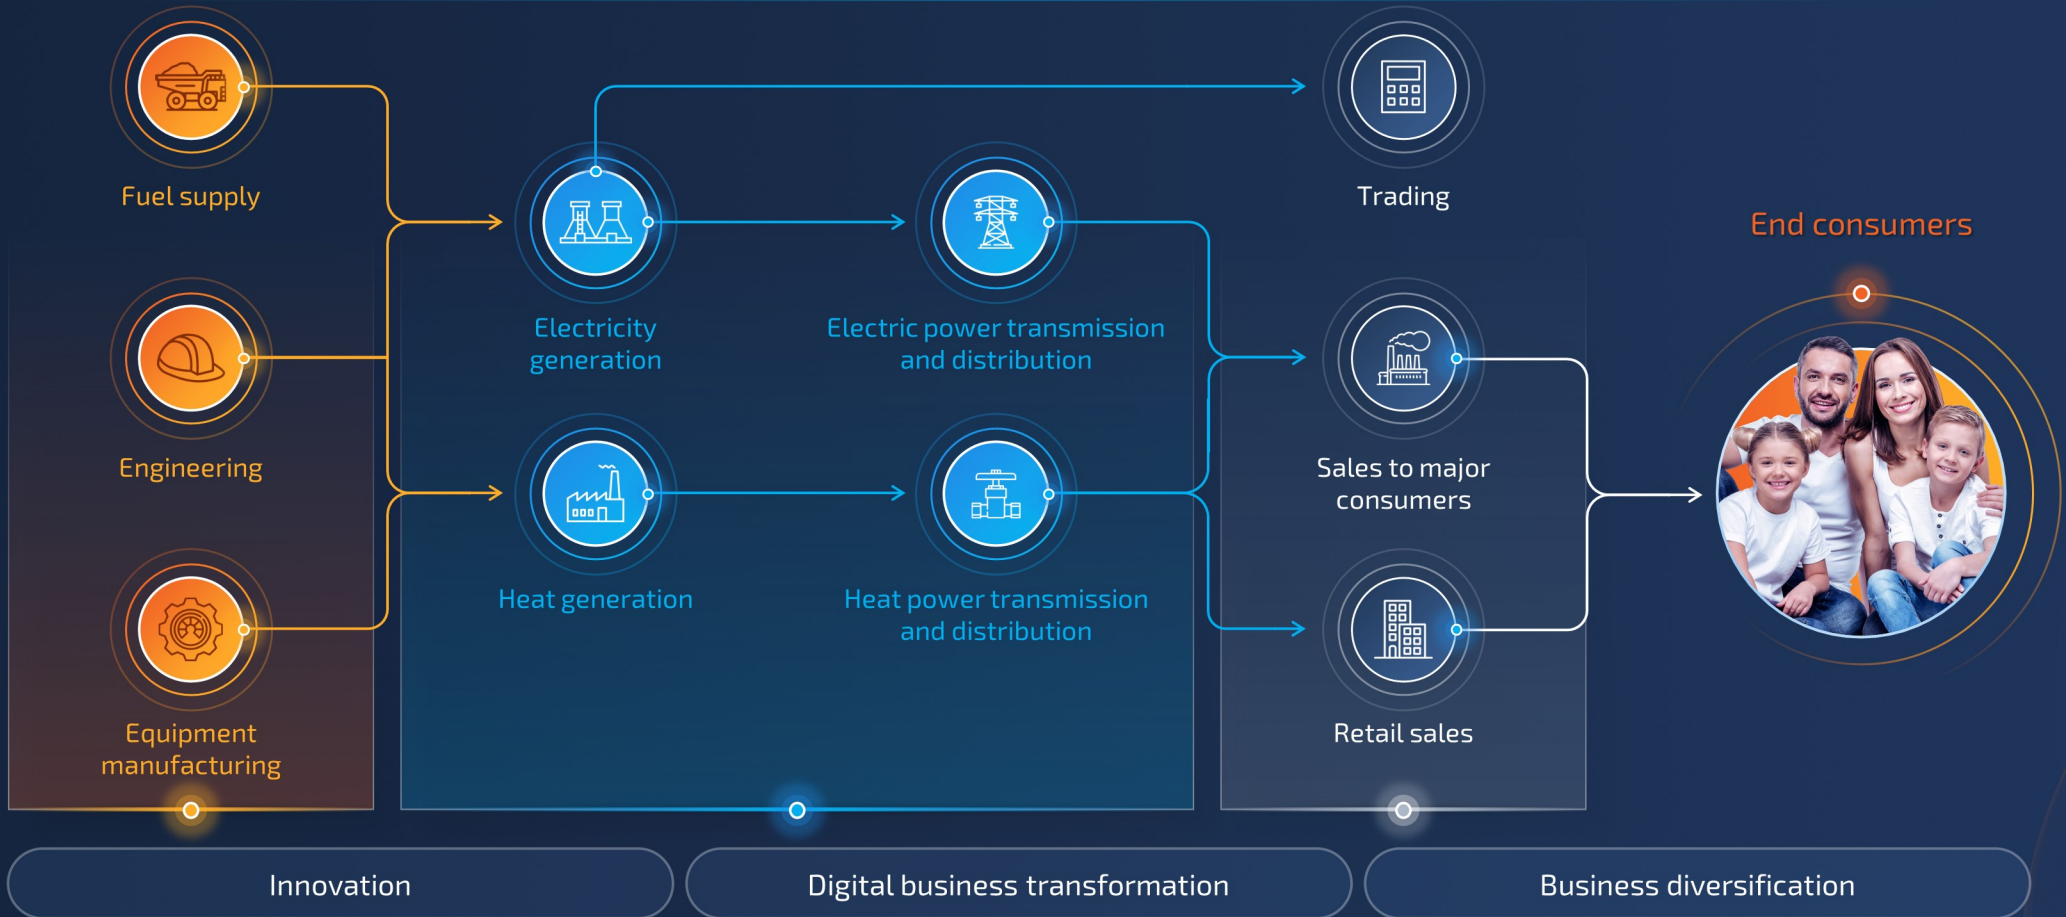 Fuel supply
Engineering
Equipment
manufacturing
Electricity
generation
Heat generation
Electric power transmission
and distribution
Heat power transmission
and distribution
Trading
Sales to major
consumers
Retail sales
End consumers
Innovation
Digital business transformation
Business diversification